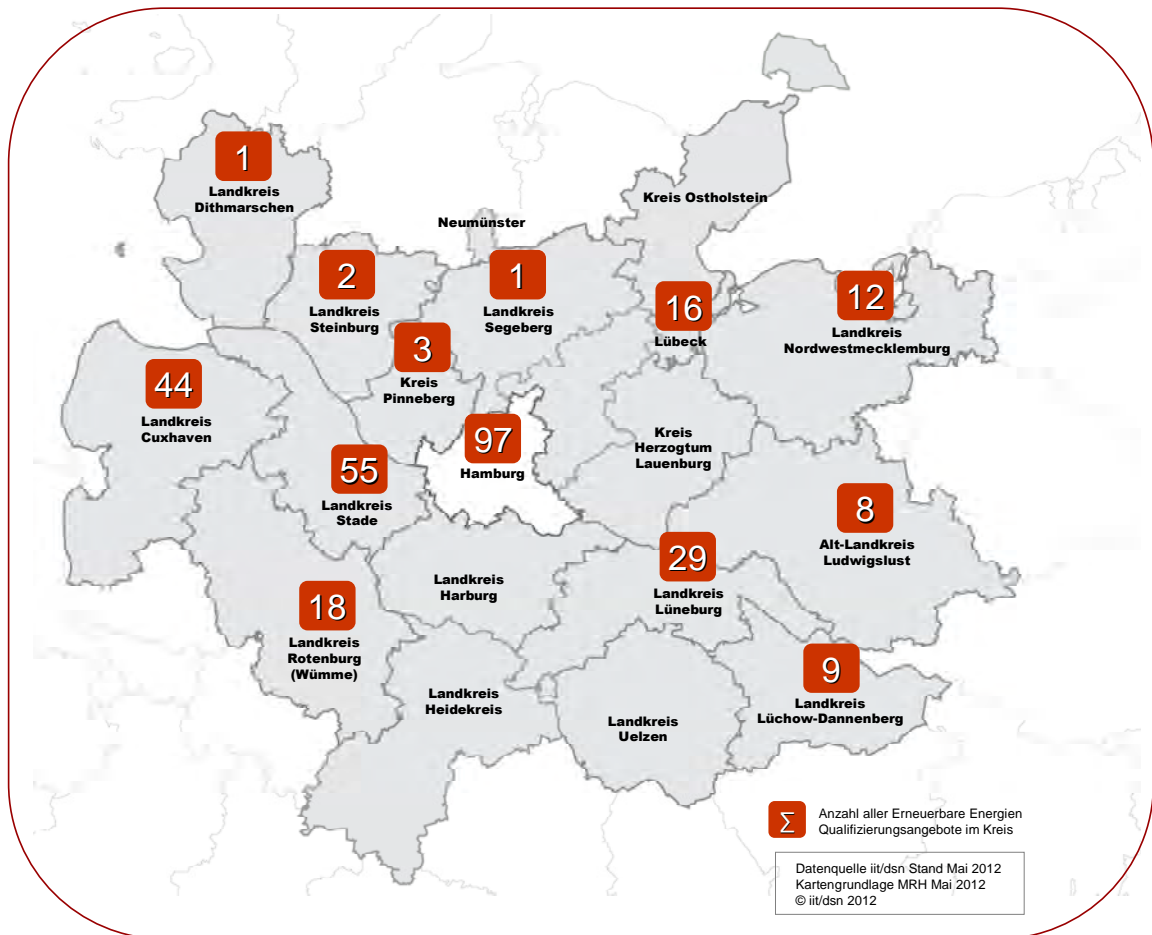 1
Landkreis
Dithmarschen
Kreis Ostholstein
Neumünster
2
Landkreis
Steinburg
1
Landkreis
Segeberg
16
Lübeck
12
Landkreis
Nordwestmecklemburg
3
Kreis
Pinneberg
44
Landkreis
Cuxhaven
97
Hamburg
Kreis
Herzogtum
Lauenburg
55
Landkreis
Stade
8
Alt-Landkreis
Ludwigslust
29
Landkreis
Lüneburg
Landkreis
Harburg
18
Landkreis
Rotenburg
(Wümme)
9
Landkreis
Lüchow-Dannenberg
Landkreis
Heidekreis
Landkreis
Uelzen
∑
Anzahl aller Erneuerbare Energien
Qualifizierungsangebote im Kreis
Datenquelle iit/dsn Stand Mai 2012
Kartengrundlage MRH Mai 2012
© iit/dsn 2012